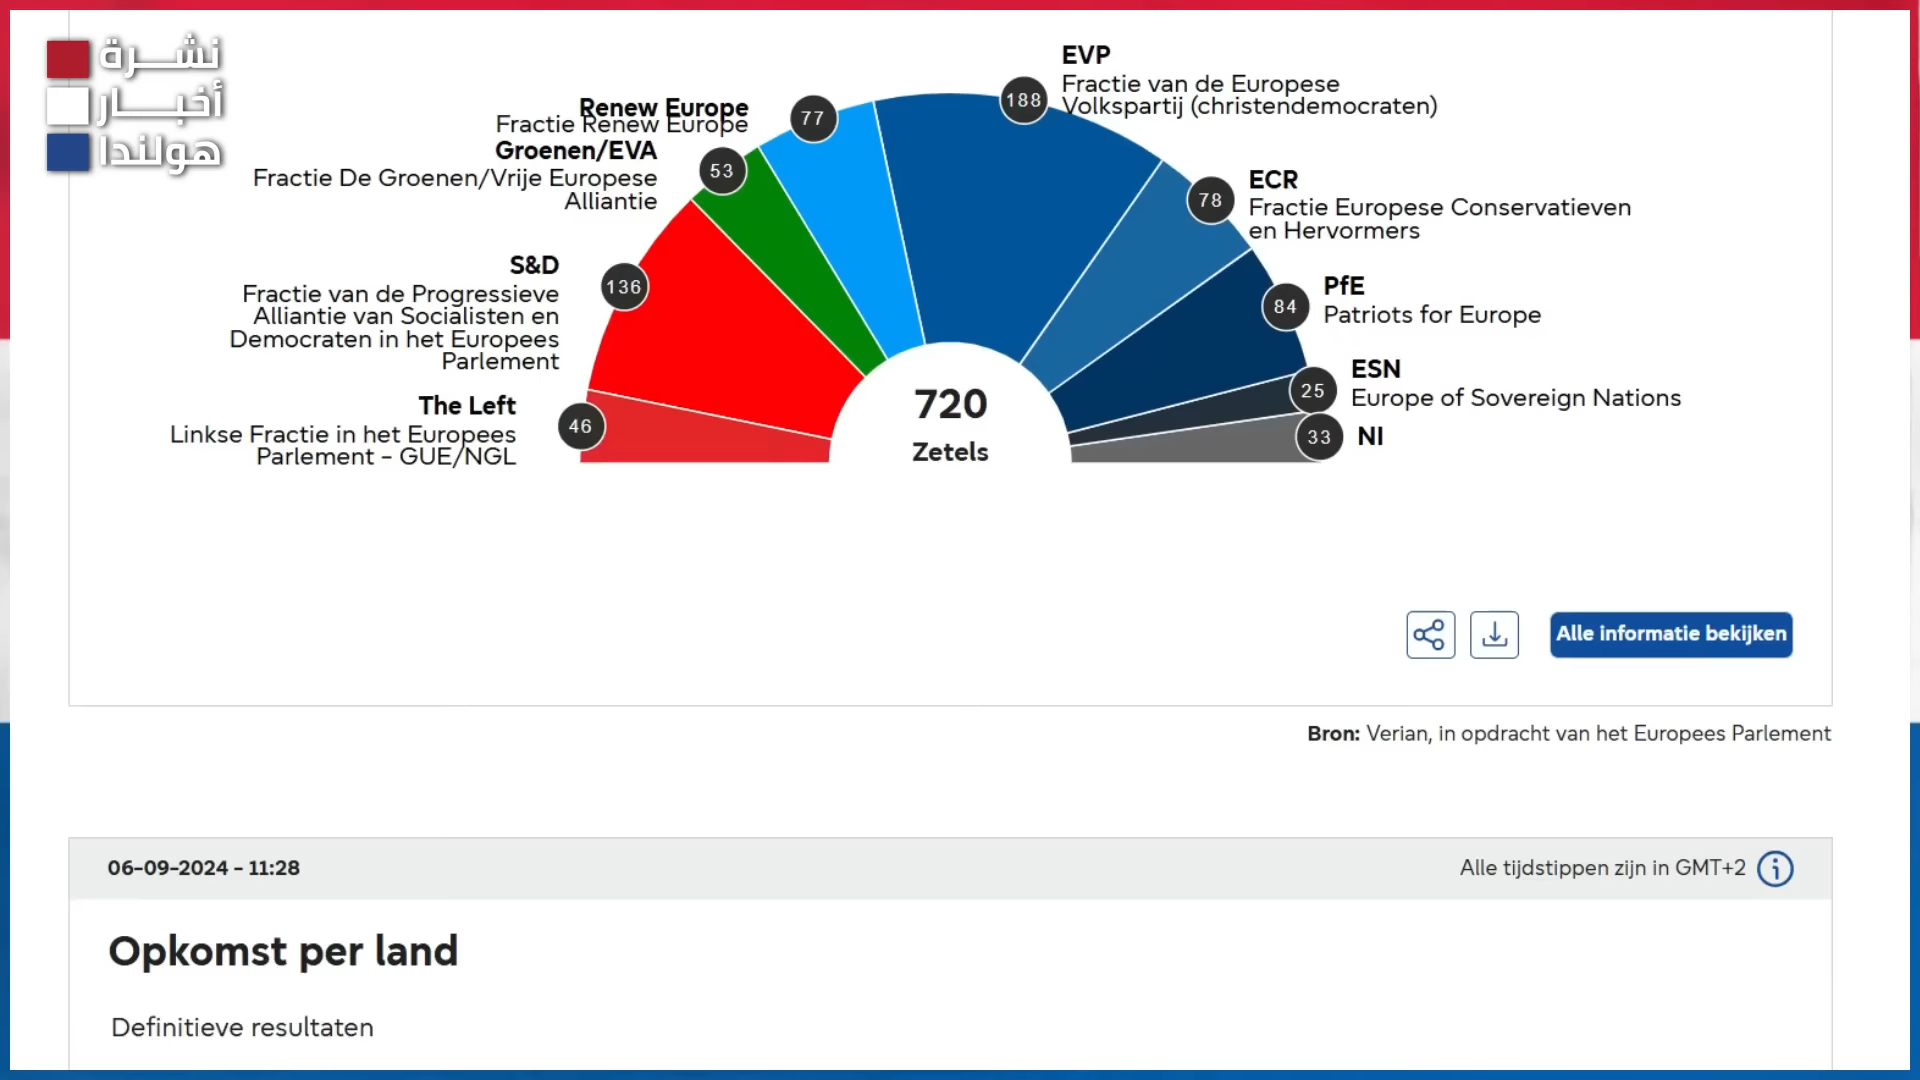 نشرة
أخبار
هولندا
EVP
Fractie van de Europese
Volkspartij (christendemocraten)
188
Renew Europe
Fractie Renew Europe
77
Groenen/EVA
Fractie De Groenen/Vrije Europese
Alliantie
53
ECR
Fractie Europese Conservatieven
en Hervormers
78
S&D
Fractie van de Progressieve
Alliantie van Socialisten en
Democraten in het Europees
Parlement
136
PfE
Patriots for Europe
84
ESN
Europe of Sovereign Nations
25
The Left
Linkse Fractie in het Europees
Parlement - GUE/NGL
46
NI
33
720
Zetels
Alle informatie bekijken
Bron: Verian, in opdracht van het Europees Parlement
06-09-2024 - 11:28
Alle tijdstippen zijn in GMT+2
Opkomst per land
Definitieve resultaten